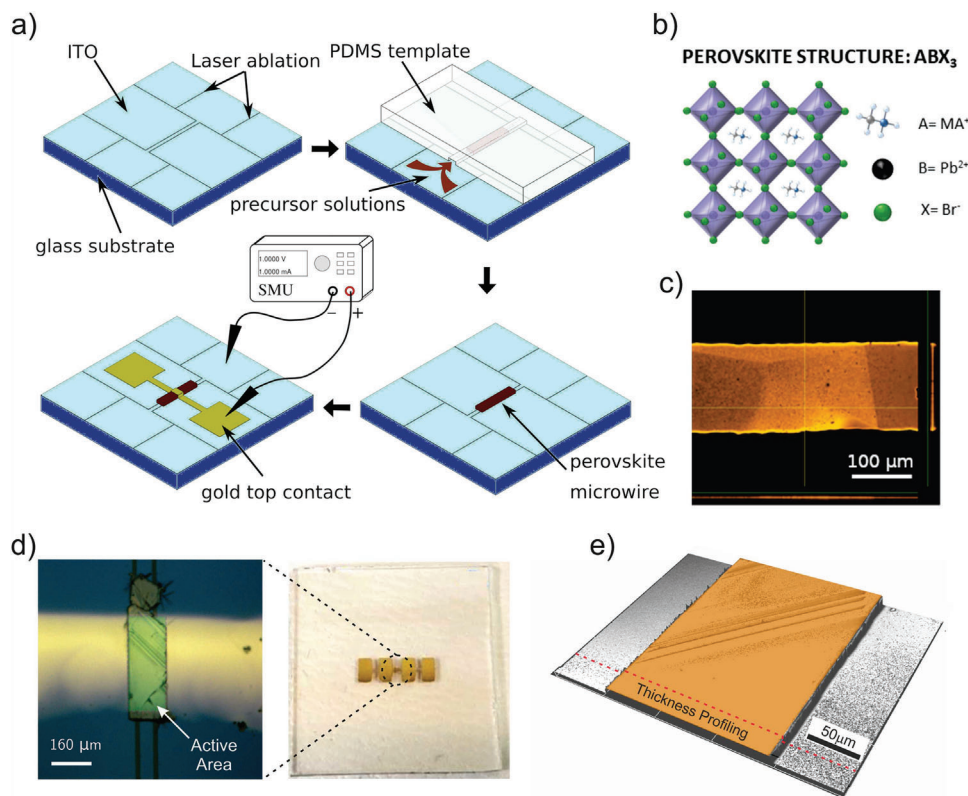 a)
ITO
Laser ablation
PDMS template
glass substrate
precursor solutions
1.0000 V
1.0000 mA
SMU
− +
gold top contact
perovskite
microwire
b)
PEROVSKITE STRUCTURE: ABX₃
A= MA⁺
B= Pb²⁺
X= Br⁻
c)
100 µm
d)
160 µm
Active
Area
e)
Thickness Profiling
50µm